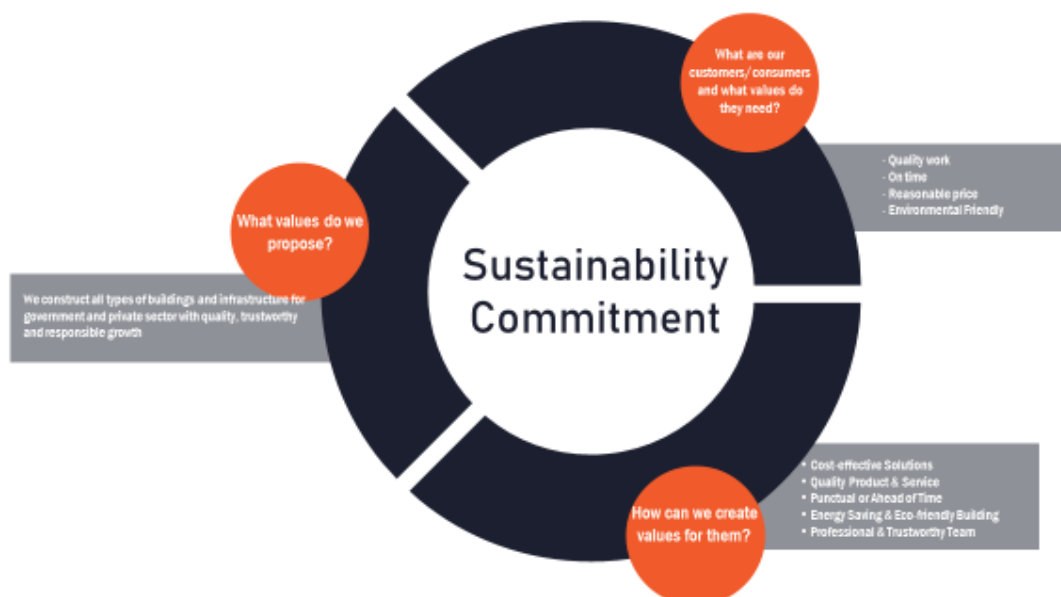 What are our
customers/consumers
and what values do
they need?
- Quality work
- On time
- Reasonable price
- Environmental Friendly
What values do we
propose?
We construct all types of buildings and infrastructure for
government and private sector with quality, trustworthy
and responsible growth
Sustainability
Commitment
How can we create
values for them?
• Cost-effective Solutions
• Quality Product & Service
• Punctual or Ahead of Time
• Energy Saving & Eco-friendly Building
• Professional & Trustworthy Team